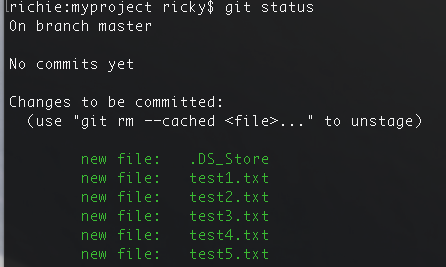 richie:myproject ricky$ git status
On branch master
No commits yet
Changes to be committed:
(use "git rm --cached <file>..." to unstage)
new file: .DS_Store
new file: test1.txt
new file: test2.txt
new file: test3.txt
new file: test4.txt
new file: test5.txt